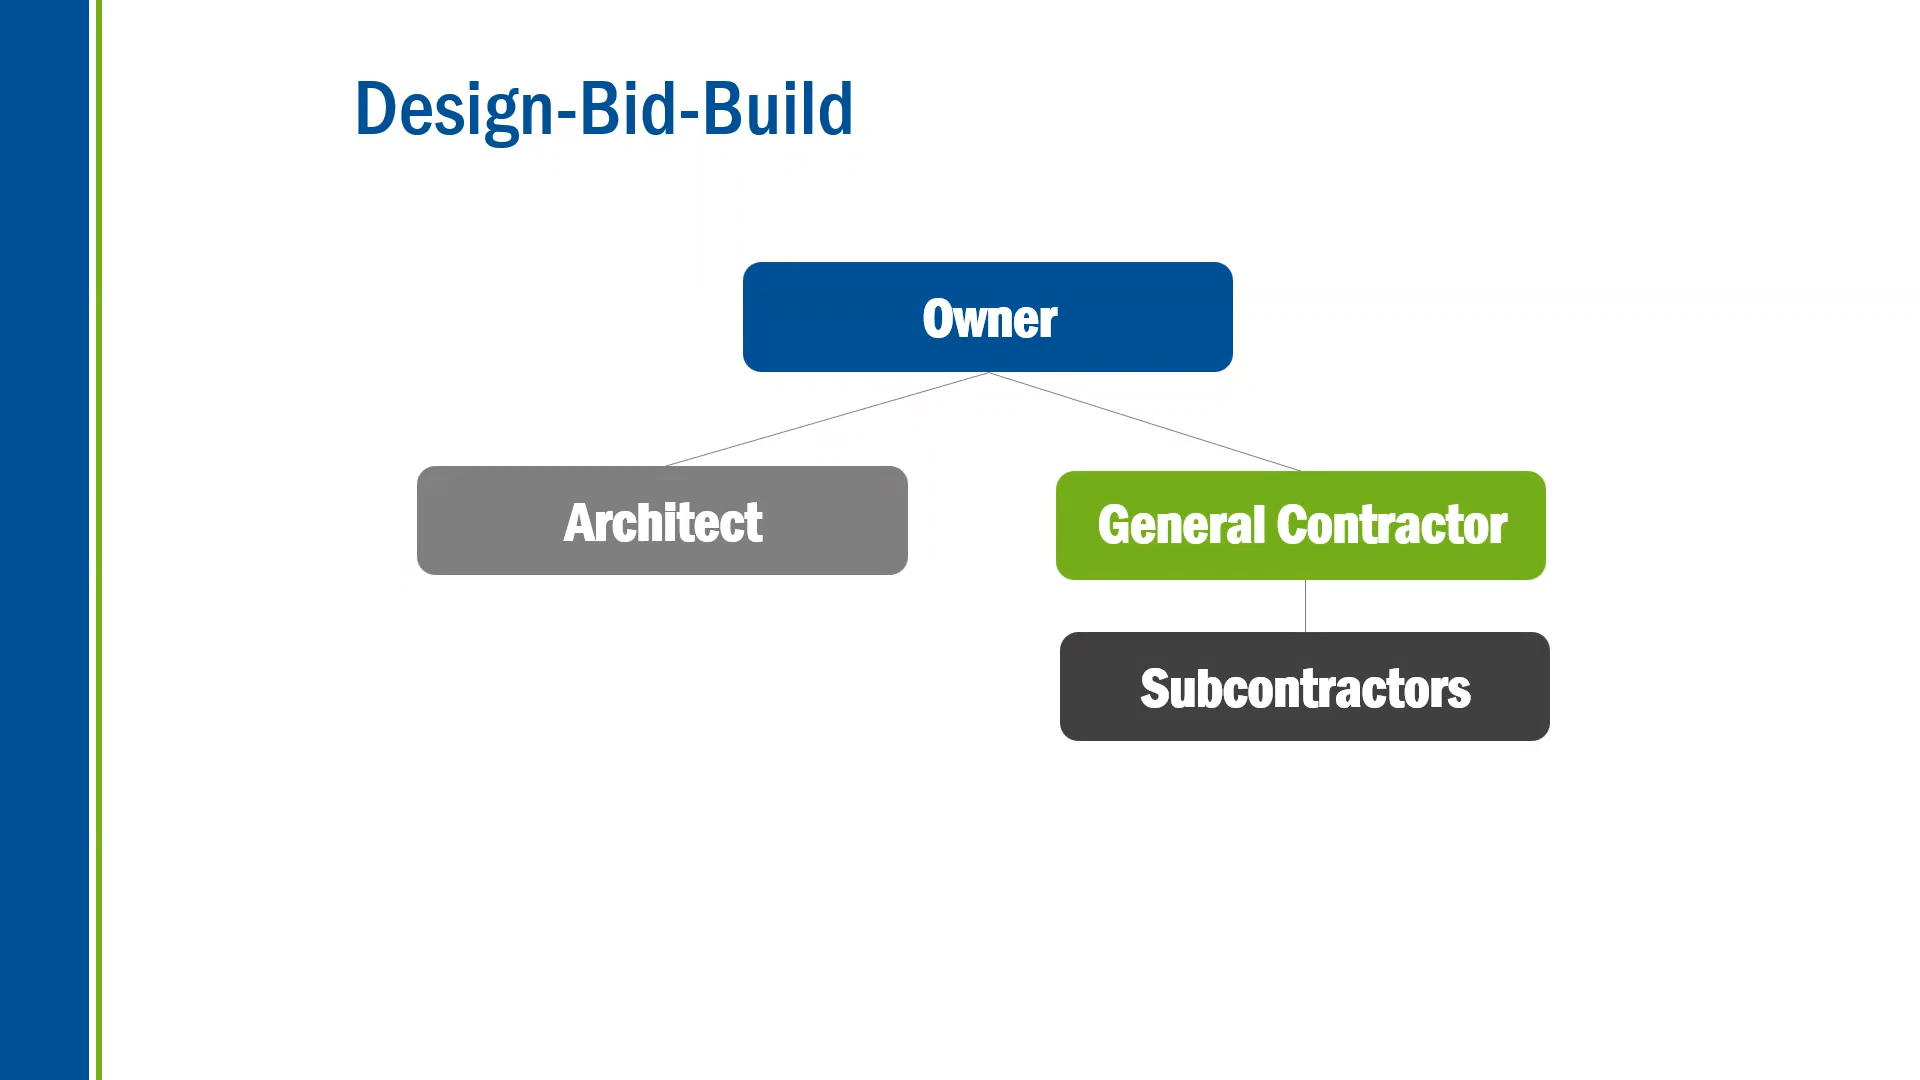 Design-Bid-Build
Owner
Architect
General Contractor
Subcontractors